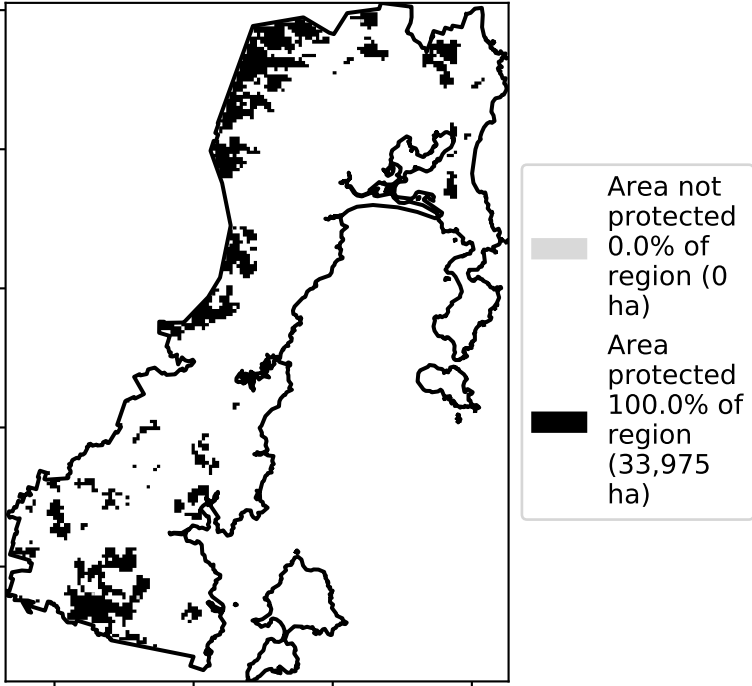 Area not
protected
0.0% of
region (0
ha)
Area
protected
100.0% of
region
(33,975
ha)